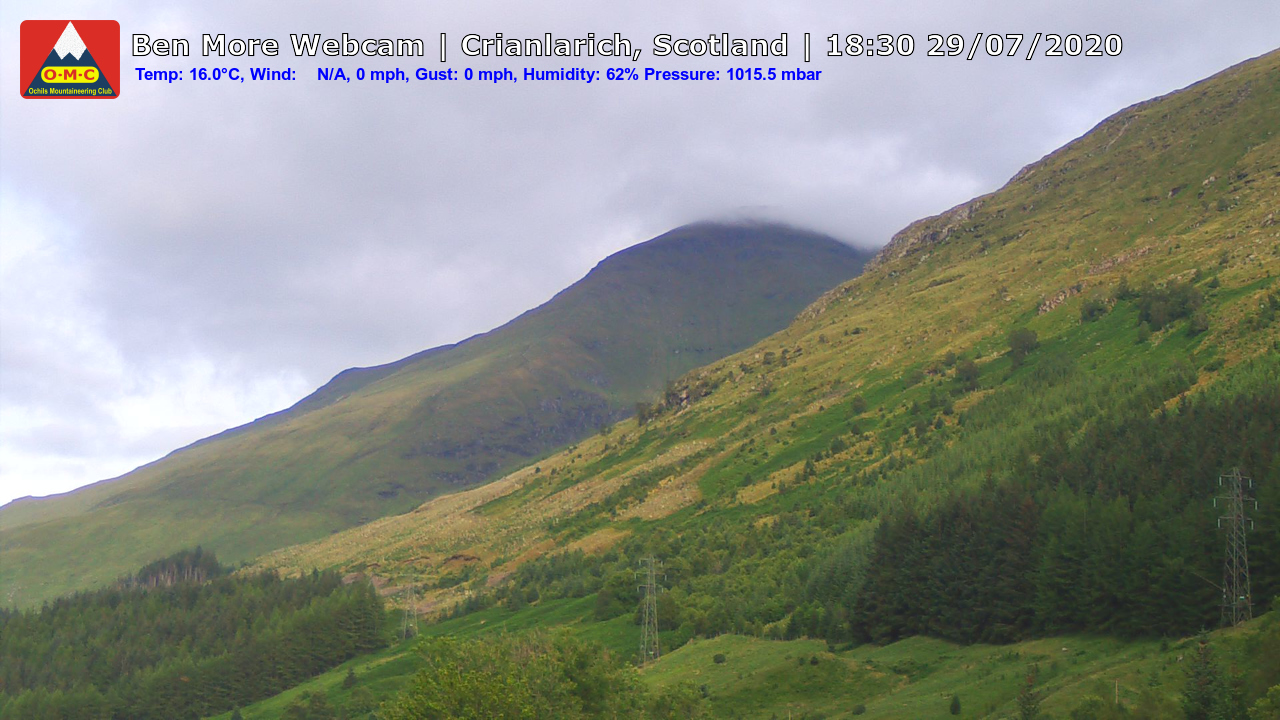 Ben More Webcam | Crianlarich, Scotland | 18:30 29/07/2020
Temp: 16.0°C, Wind: N/A, 0 mph, Gust: 0 mph, Humidity: 62% Pressure: 1015.5 mbar
O-M-C
Ochils Mountaineering Club